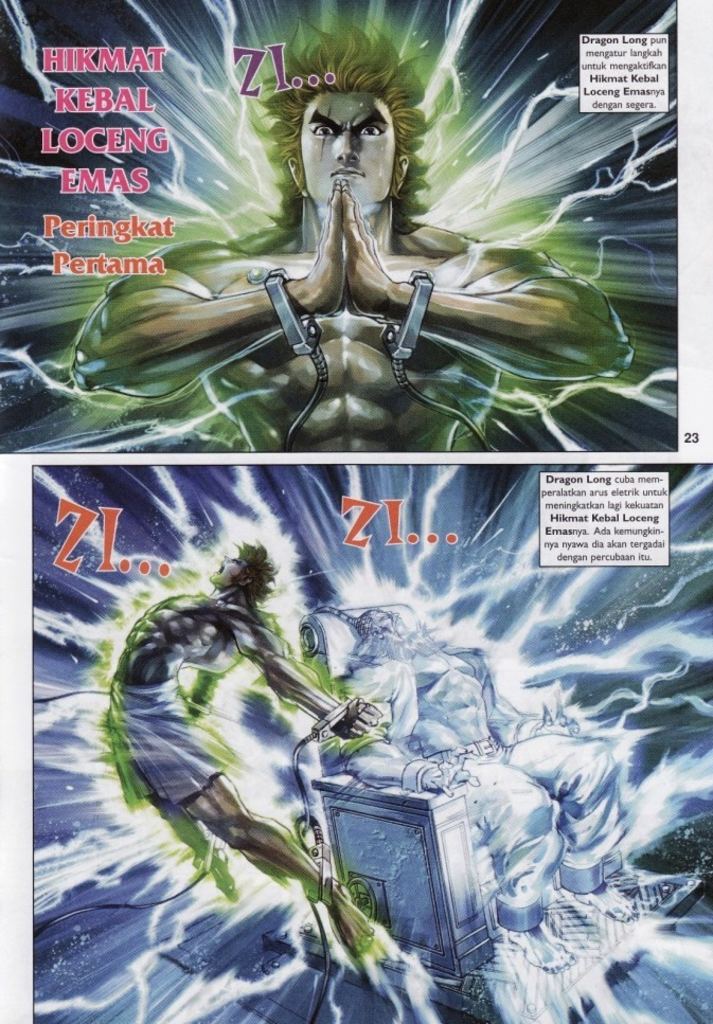 HIKMAT
KEBAL
LOCENG
EMAS
Peringkat
Pertama
ZI...
Dragon Long pun
mengatur langkah
untuk mengaktifkan
Hikmat Kebal
Loceng Emasnya
dengan segera.
23
ZI...
ZI...
Dragon Long cuba mem-
peralatkan arus eletrik untuk
meningkatkan lagi kekuatan
Hikmat Kebal Loceng
Emasnya. Ada kemungkin-
nya nyawa dia akan tergadai
dengan percubaan itu.